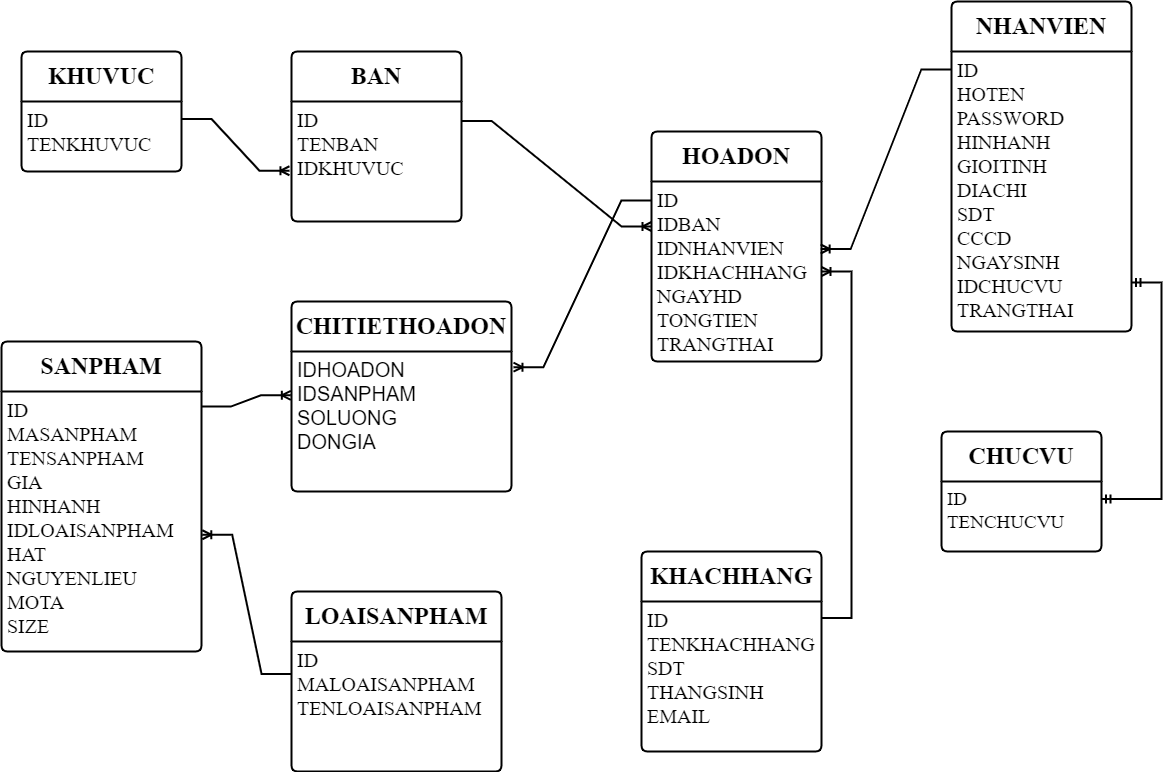 KHUVUC
ID
TENKHUVUC
BAN
ID
TENBAN
IDKHUVUC
HOADON
ID
IDBAN
IDNHANVIEN
IDKHACHHANG
NGAYHD
TONGTIEN
TRANGTHAI
NHANVIEN
ID
HOTEN
PASSWORD
HINHANH
GIOITINH
DIACHI
SDT
CCCD
NGAYSINH
IDCHUCVU
TRANGTHAI
CHITIETHOADON
IDHOADON
IDSANPHAM
SOLUONG
DONGIA
SANPHAM
ID
MASANPHAM
TENSANPHAM
GIA
HINHANH
IDLOAISANPHAM
HAT
NGUYENLIEU
MOTA
SIZE
CHUCVU
ID
TENCHUCVU
LOAISANPHAM
ID
MALOAISANPHAM
TENLOAISANPHAM
KHACHHANG
ID
TENKHACHHANG
SDT
THANGSINH
EMAIL